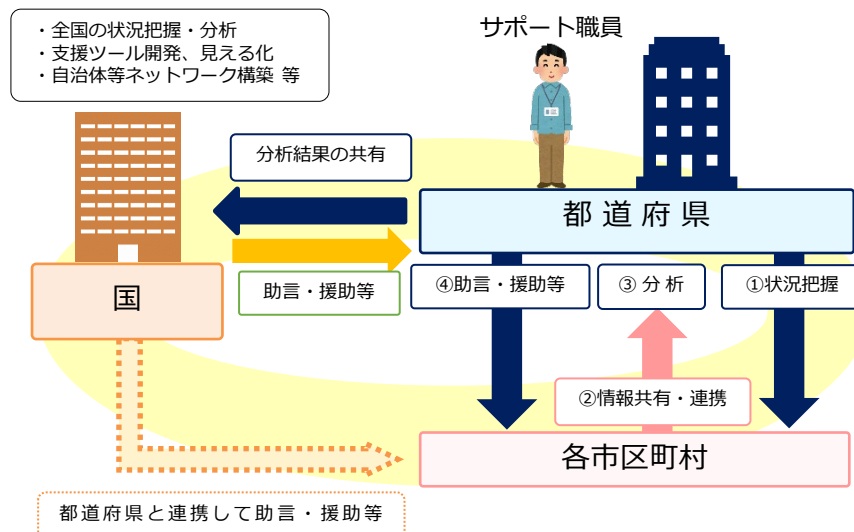 ・全国の状況把握・分析
・支援ツール開発、見える化
・自治体等ネットワーク構築 等
サポート職員
分析結果の共有
都道府県
助言・援助等
④助言・援助等
③分析
①状況把握
国
②情報共有・連携
各市区町村
都道府県と連携して助言・援助等